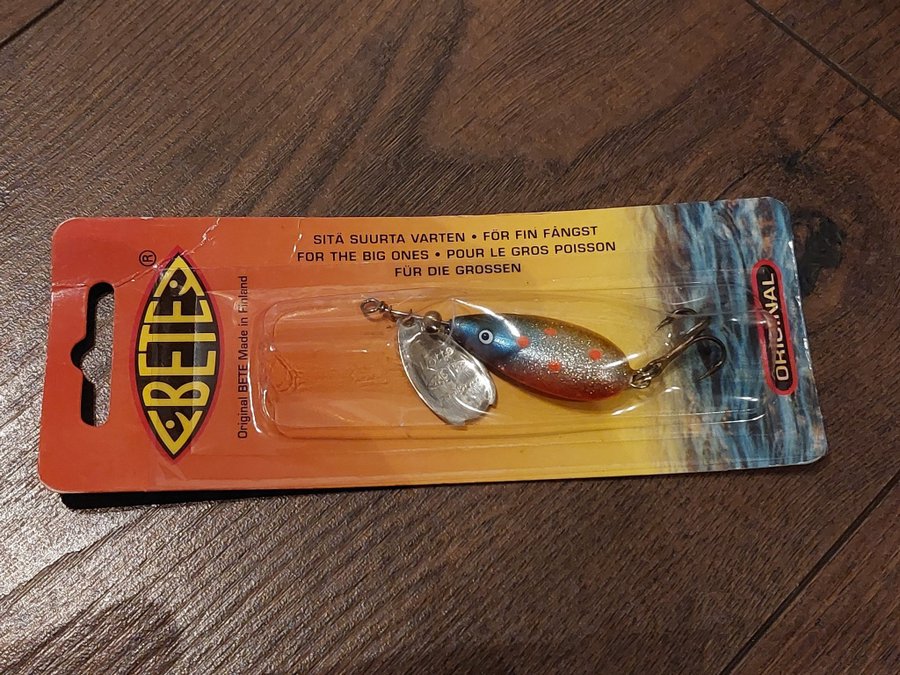 BETE
®
Original BETE Made in Finland
SITÄ SUURTA VARTEN • FÖR FIN FÅNGST
FOR THE BIG ONES • POUR LE GROS POISSON
FÜR DIE GROSSEN
ORIGINAL